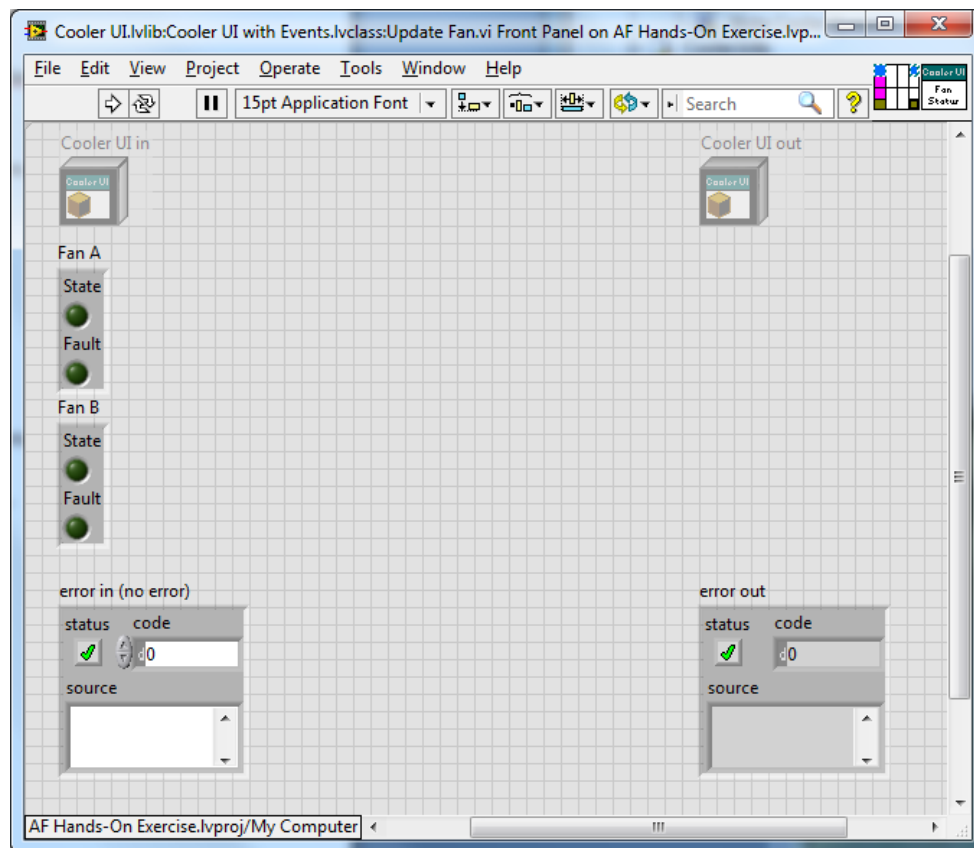 Cooler UI.lvlib:Cooler UI with Events.lvclass:Update Fan.vi Front Panel on AF Hands-On Exercise.lvp...
File Edit View Project Operate Tools Window Help
15pt Application Font
Search
Cooler UI
Fan
Status
Cooler UI in
Cooler UI
Cooler UI out
Cooler UI
Fan A
State
Fault
Fan B
State
Fault
error in (no error)
status code
d 0
source
error out
status code
d 0
source
AF Hands-On Exercise.lvproj/My Computer